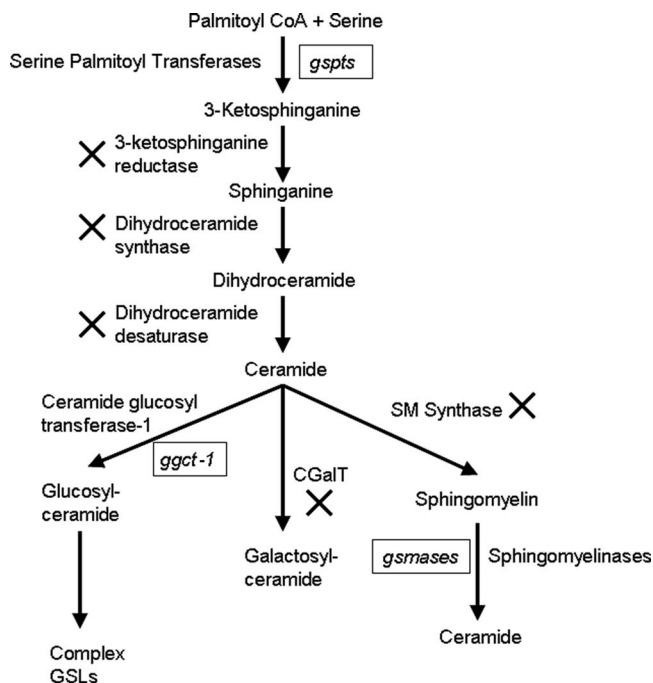 Palmitoyl CoA + Serine
Serine Palmitoyl Transferases
gspts
3-Ketosphinganine
3-ketosphinganine
reductase
Sphinganine
Dihydroceramide
synthase
Dihydroceramide
Dihydroceramide
desaturase
Ceramide
Ceramide glucosyl
transferase-1
SM Synthase
ggct-1
CGalT
Glucosyl-
ceramide
Sphingomyelin
Galactosyl-
ceramide
gsmases
Sphingomyelinases
Ceramide
Complex
GSLs